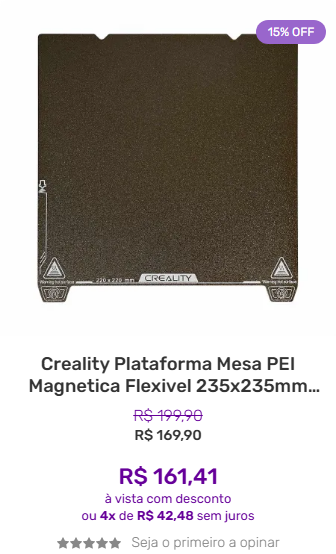 15% OFF
CREALITY
Creality Plataforma Mesa PEI
Magnetica Flexivel 235x235mm...
R$ 199,90
R$ 169,90
R$ 161,41
à vista com desconto
ou 4x de R$ 42,48 sem juros
Seja o primeiro a opinar